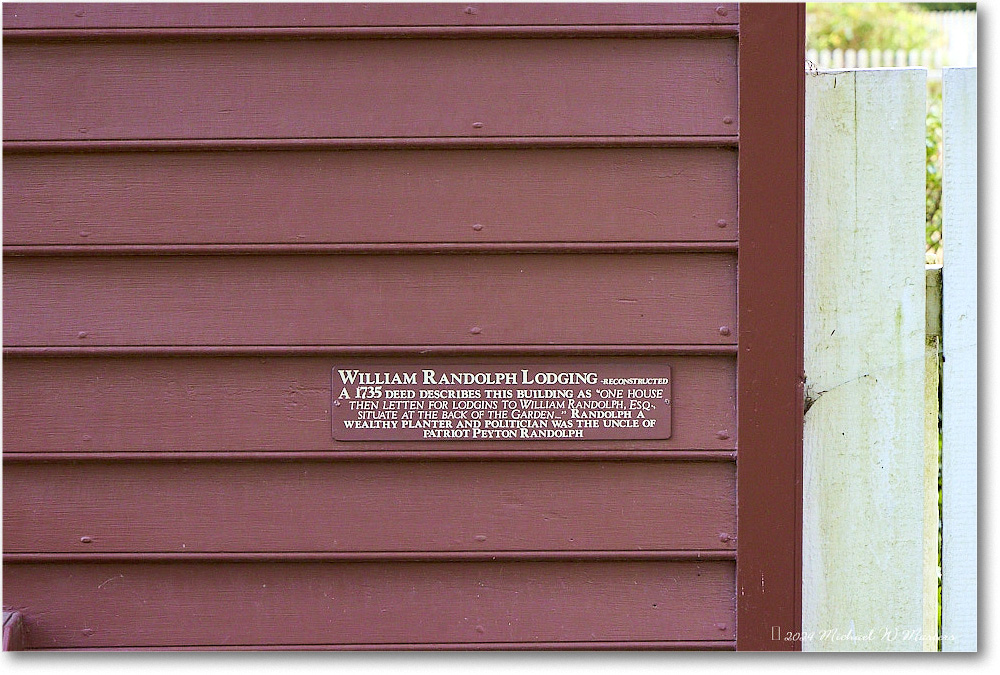 WILLIAM RANDOLPH LODGING -RECONSTRUCTED
A 1735 DEED DESCRIBES THIS BUILDING AS "ONE HOUSE
THEN LETTEN FOR LODGINS TO WILLIAM RANDOLPH, ESQ.,
SITUATE AT THE BACK OF THE GARDEN..." RANDOLPH A
WEALTHY PLANTER AND POLITICIAN WAS THE UNCLE OF
PATRIOT PEYTON RANDOLPH
2024 Michael W Masters